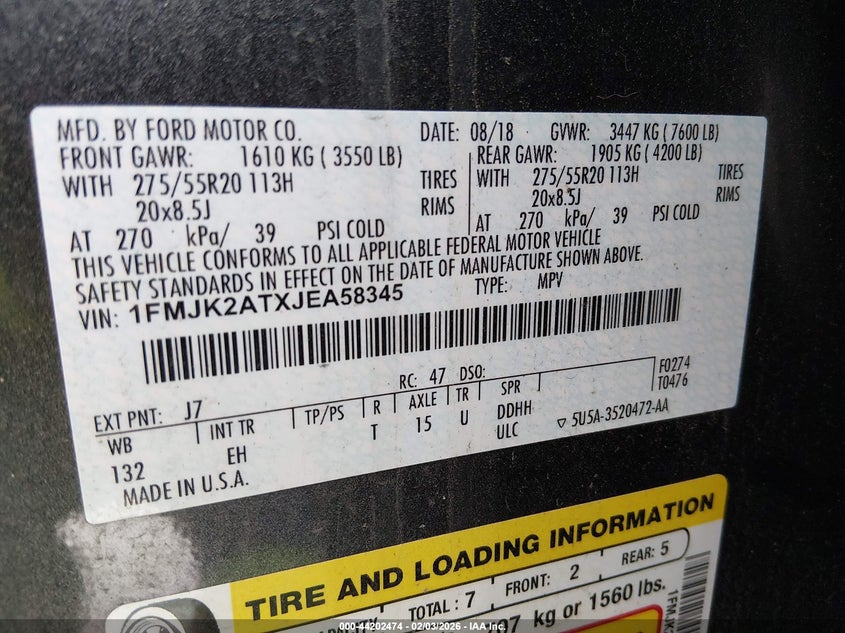 MFD. BY FORD MOTOR CO. DATE: 08/18 GVWR: 3447 KG ( 7600 LB)
FRONT GAWR: 1610 KG ( 3550 LB) REAR GAWR: 1905 KG ( 4200 LB)
WITH 275/55R20 113H TIRES WITH 275/55R20 113H TIRES
20x8.5J RIMS 20x8.5J RIMS
AT 270 kPa/ 39 PSI COLD AT 270 kPa/ 39 PSI COLD
THIS VEHICLE CONFORMS TO ALL APPLICABLE FEDERAL MOTOR VEHICLE
SAFETY STANDARDS IN EFFECT ON THE DATE OF MANUFACTURE SHOWN ABOVE.
VIN: 1FMJK2ATXJEA58345 TYPE: MPV
F0274
RC: 47 DSO: T0476
EXT PNT: J7
WB INT TR TP/PS R AXLE TR SPR
132 EH T 15 U DDHH
ULC ▽ 5U5A-3520472-AA
MADE IN U.S.A.
TIRE AND LOADING INFORMATION
TOTAL : 7 FRONT: 2 REAR: 5
kg or 1560 lbs.
000-44202474 | 02/03/2026 - IAA Inc.